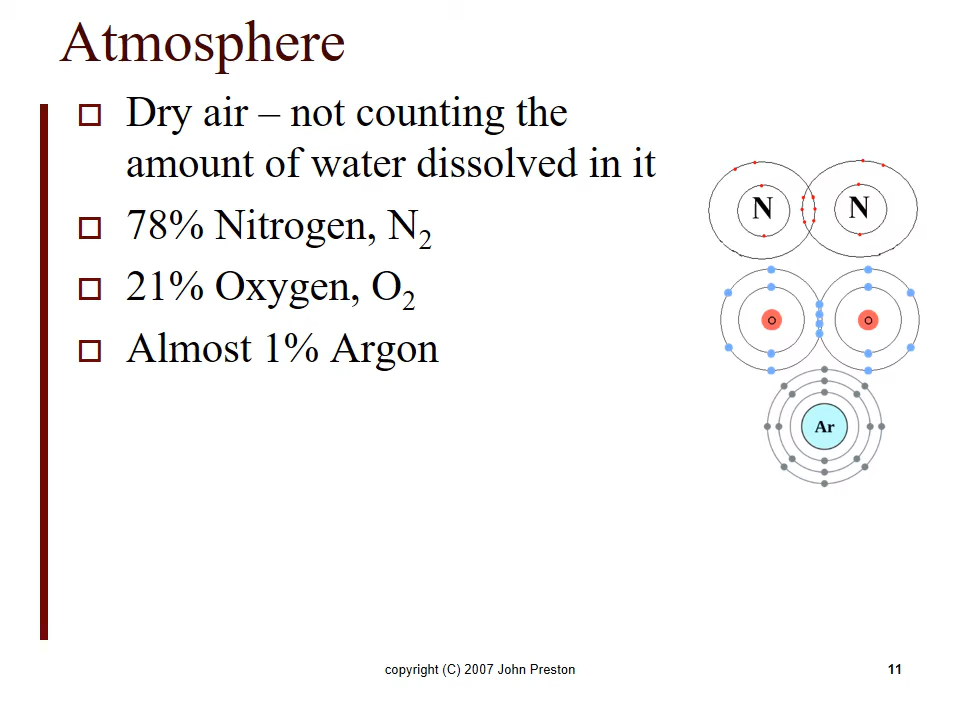 Atmosphere
Dry air – not counting the
amount of water dissolved in it
78% Nitrogen, N₂
21% Oxygen, O₂
Almost 1% Argon
N N
O O
Ar
copyright (C) 2007 John Preston
11